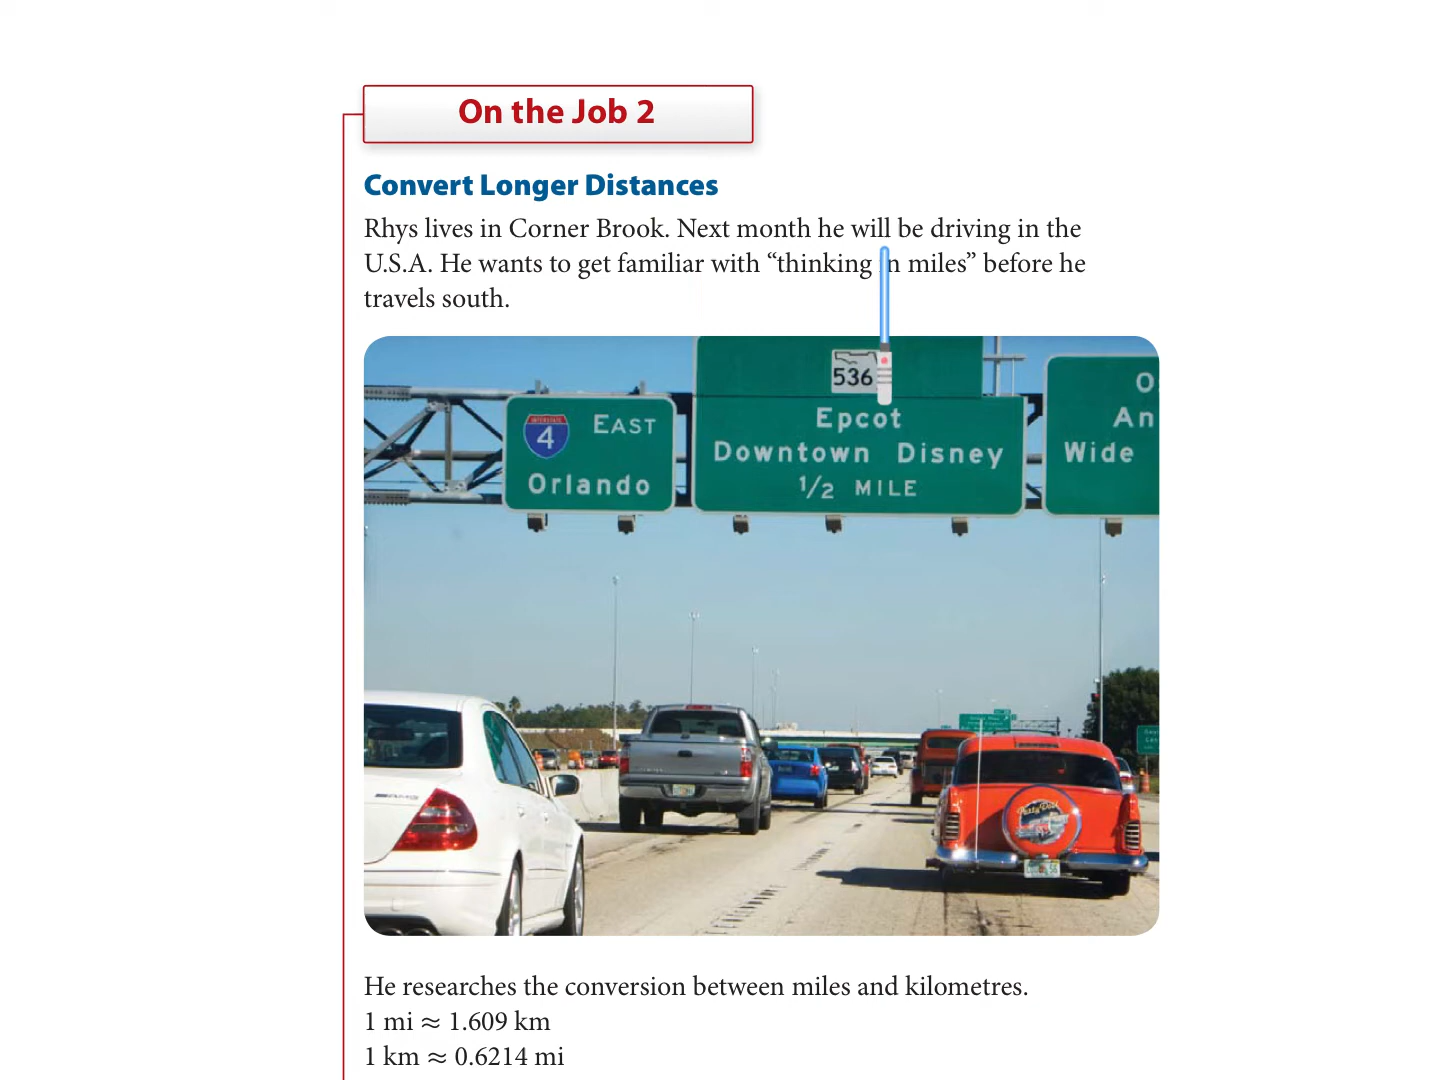 On the Job 2
Convert Longer Distances
Rhys lives in Corner Brook. Next month he will be driving in the
U.S.A. He wants to get familiar with “thinking in miles” before he
travels south.
536
INTERSTATE
4
EAST
Orlando
Epcot
Downtown Disney
1/2 MILE
O
An
Wide
AMG
He researches the conversion between miles and kilometres.
1 mi ≈ 1.609 km
1 km ≈ 0.6214 mi